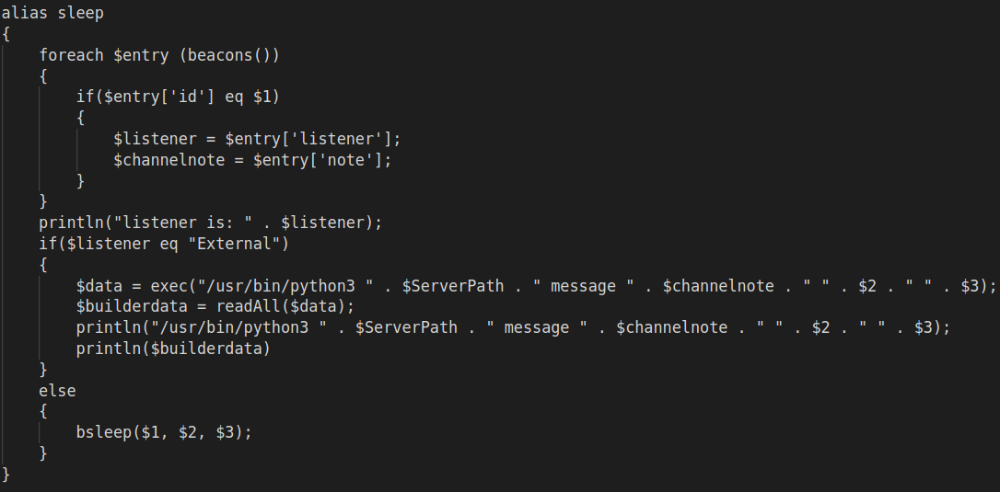 alias sleep
{
    foreach $entry (beacons())
    {
        if($entry['id'] eq $1)
        {
            $listener = $entry['listener'];
            $channelnote = $entry['note'];
        }
    }
    println("listener is: " . $listener);
    if($listener eq "External")
    {
        $data = exec("/usr/bin/python3 " . $ServerPath . " message " . $channelnote . " " . $2 . " " . $3);
        $builderdata = readAll($data);
        println("/usr/bin/python3 " . $ServerPath . " message " . $channelnote . " " . $2 . " " . $3);
        println($builderdata)
    }
    else
    {
        bsleep($1, $2, $3);
    }
}